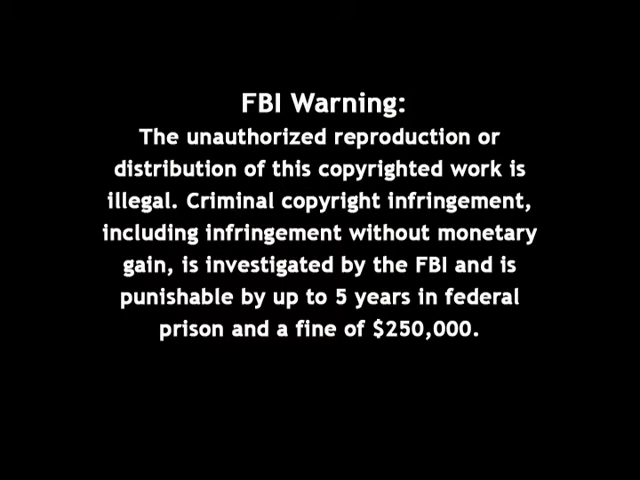 FBI Warning:
The unauthorized reproduction or
distribution of this copyrighted work is
illegal. Criminal copyright infringement,
including infringement without monetary
gain, is investigated by the FBI and is
punishable by up to 5 years in federal
prison and a fine of $250,000.